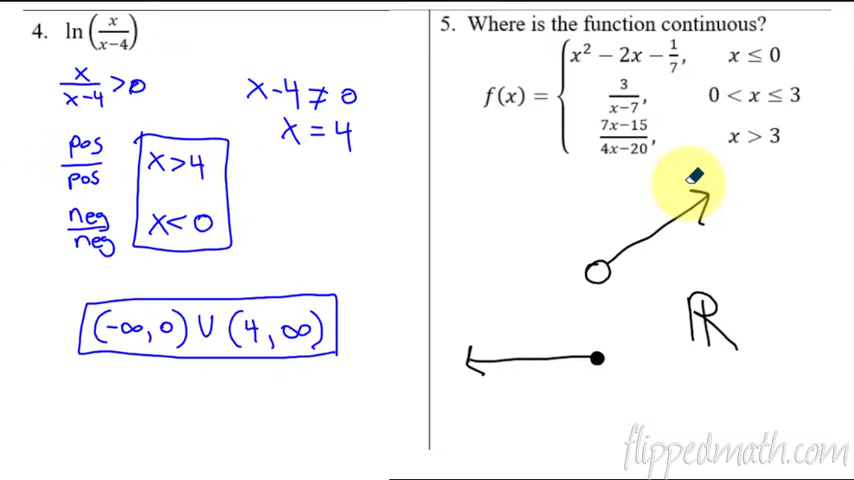 4. ln(x/(x−4))
x/(x-4) > 0
x-4 ≠ 0
x = 4
pos/pos
x > 4
neg/neg
x < 0
(-∞, 0) ∪ (4, ∞)
5. Where is the function continuous?
f(x) = { x² − 2x − 1/7, x ≤ 0
3/(x−7), 0 < x ≤ 3
(7x−15)/(4x−20), x > 3
ℝ
flippedmath.com